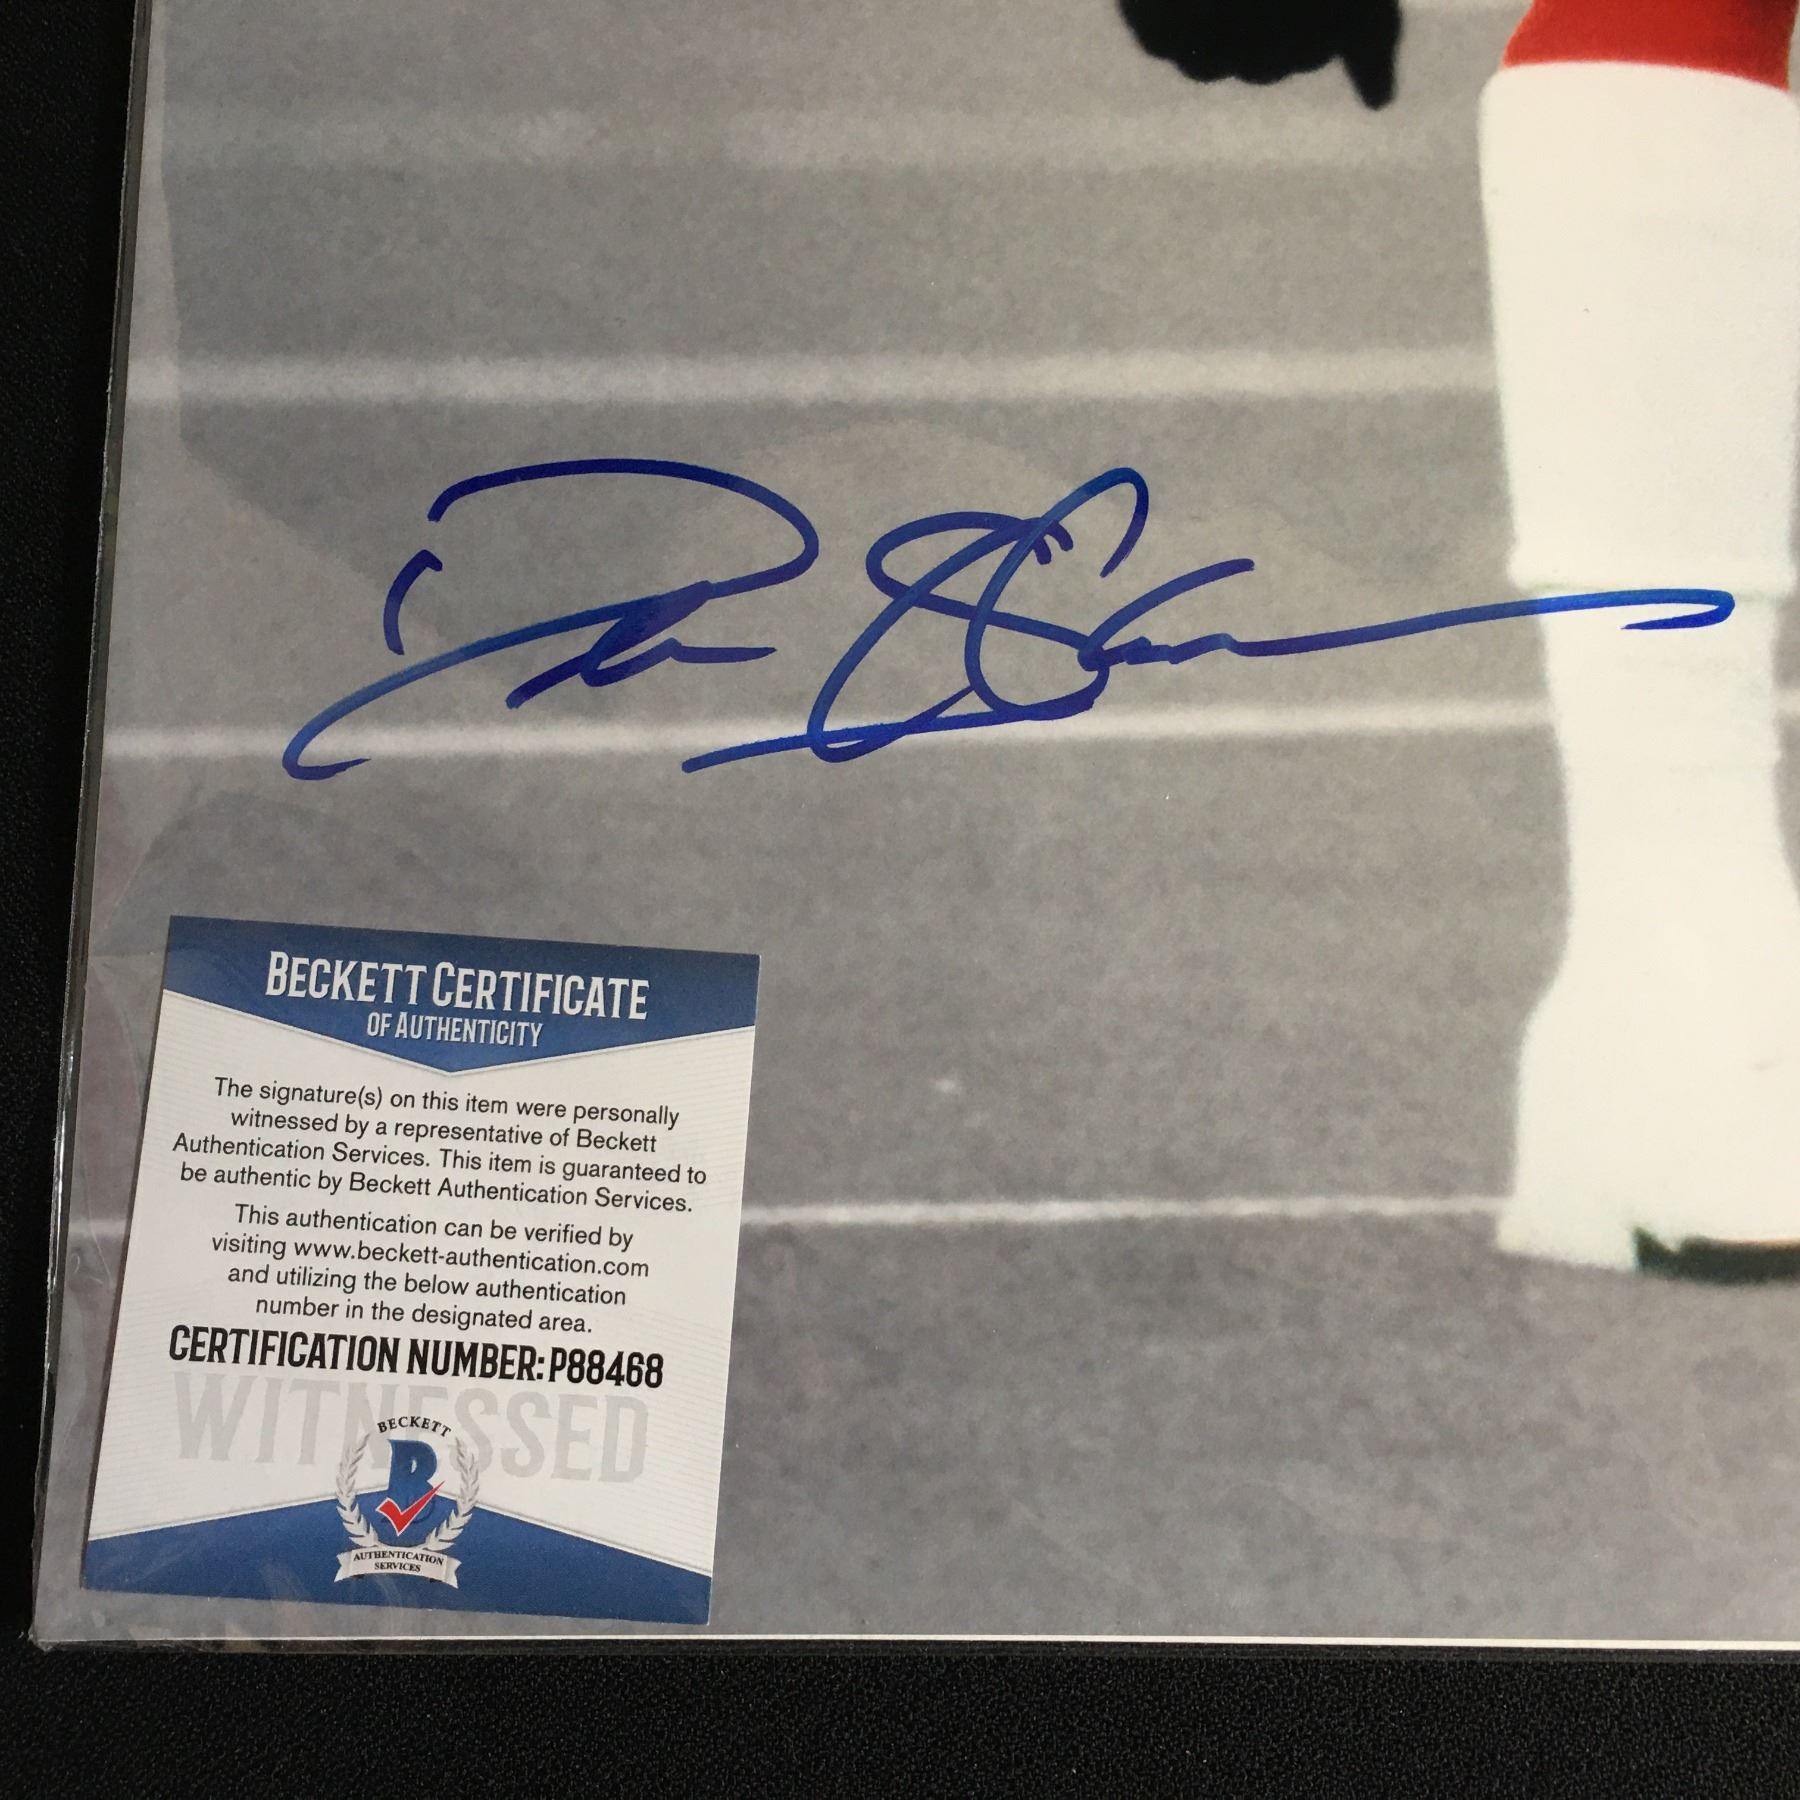 BECKETT CERTIFICATE
OF AUTHENTICITY
The signature(s) on this item were personally
witnessed by a representative of Beckett
Authentication Services. This item is guaranteed to
be authentic by Beckett Authentication Services.
This authentication can be verified by
visiting www.beckett-authentication.com
and utilizing the below authentication
number in the designated area.
CERTIFICATION NUMBER: P88468
WITNESSED
BECKETT
B
AUTHENTICATION
SERVICES